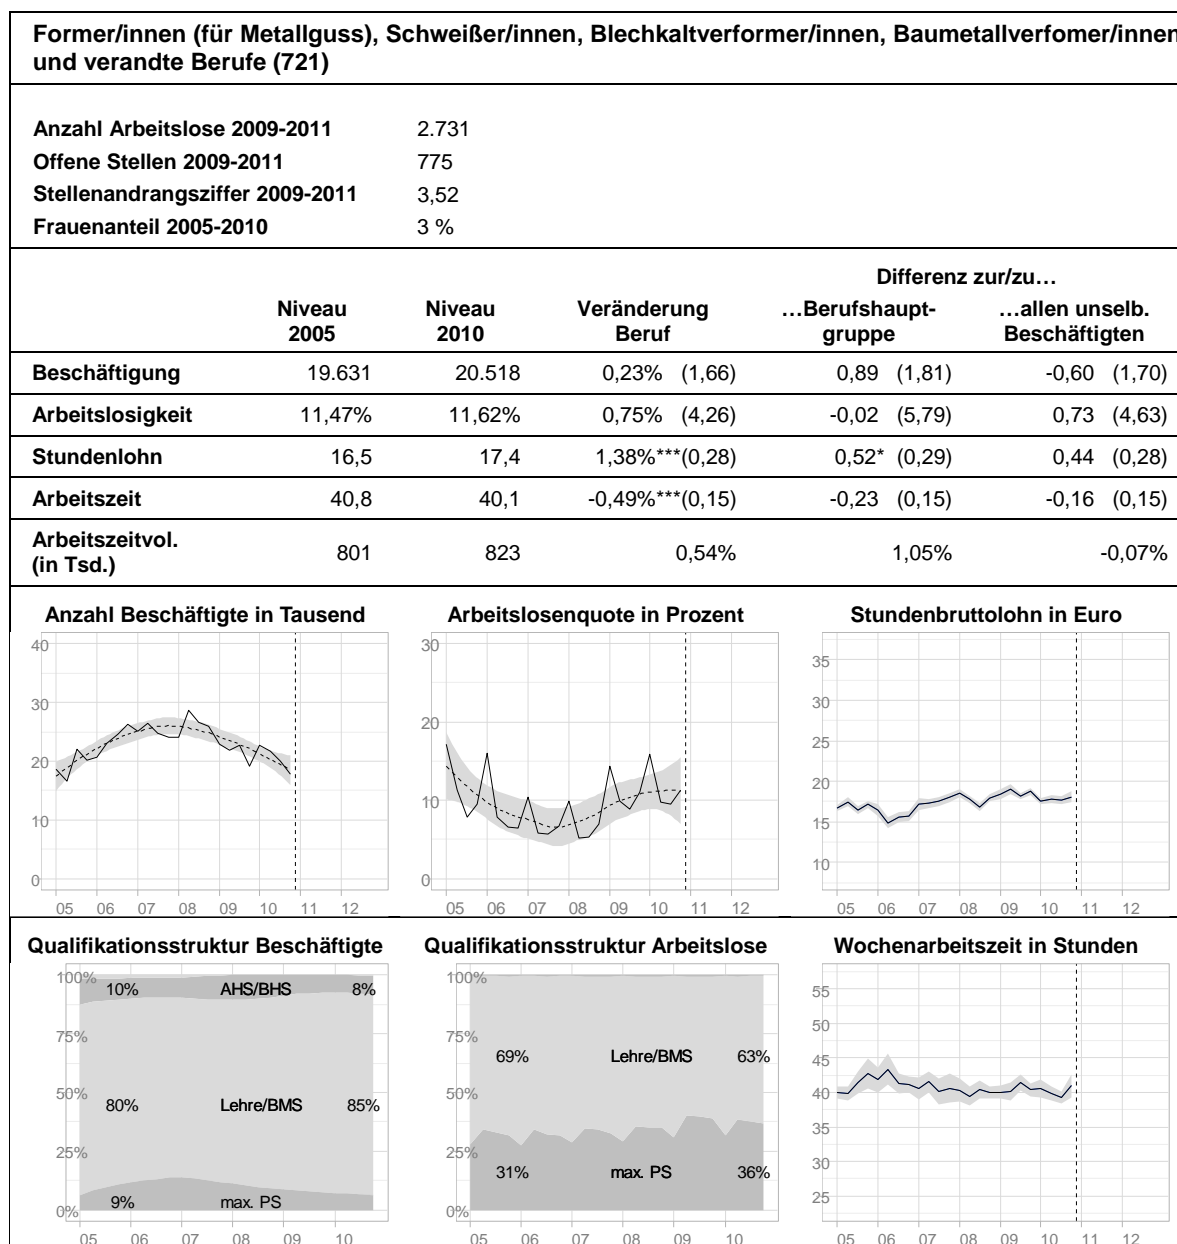 Former/innen (für Metallguss), Schweißer/innen, Blechkaltverformer/innen, Baumetallverfomer/innen
und verandte Berufe (721)
Anzahl Arbeitslose 2009-2011 2.731
Offene Stellen 2009-2011 775
Stellenandrangsziffer 2009-2011 3,52
Frauenanteil 2005-2010 3 %
Differenz zur/zu…
Niveau Niveau Veränderung …Berufshaupt- …allen unselb.
2005 2010 Beruf gruppe Beschäftigten
Beschäftigung 19.631 20.518 0,23% (1,66) 0,89 (1,81) -0,60 (1,70)
Arbeitslosigkeit 11,47% 11,62% 0,75% (4,26) -0,02 (5,79) 0,73 (4,63)
Stundenlohn 16,5 17,4 1,38%***(0,28) 0,52* (0,29) 0,44 (0,28)
Arbeitszeit 40,8 40,1 -0,49%***(0,15) -0,23 (0,15) -0,16 (0,15)
Arbeitszeitvol.
(in Tsd.) 801 823 0,54% 1,05% -0,07%
Anzahl Beschäftigte in Tausend
40
30
20
10
0
05 06 07 08 09 10 11 12
Arbeitslosenquote in Prozent
30
20
10
0
05 06 07 08 09 10 11 12
Stundenbruttolohn in Euro
35
30
25
20
15
10
05 06 07 08 09 10 11 12
Qualifikationsstruktur Beschäftigte
100%
10% AHS/BHS 8%
75%
80% Lehre/BMS 85%
50%
25%
9% max. PS
0%
05 06 07 08 09 10
Qualifikationsstruktur Arbeitslose
100%
75%
69% Lehre/BMS 63%
50%
25%
31% max. PS 36%
0%
05 06 07 08 09 10
Wochenarbeitszeit in Stunden
55
50
45
40
35
30
25
05 06 07 08 09 10 11 12